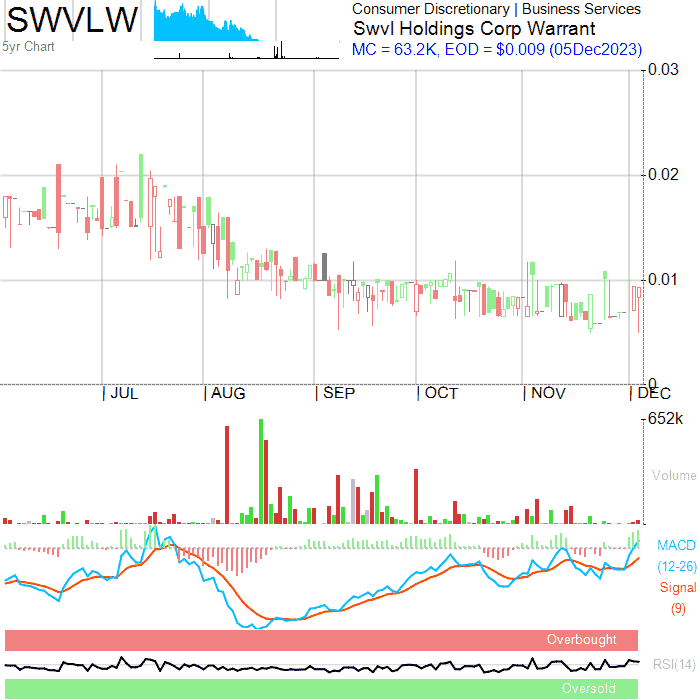 SWVLW
5yr Chart
Consumer Discretionary | Business Services
Swvl Holdings Corp Warrant
MC = 63.2K, EOD = $0.009 (05Dec2023)
0.03
0.02
0.01
0
JUL
AUG
SEP
OCT
NOV
DEC
652k
Volume
MACD
(12-26)
Signal
(9)
Overbought
RSI(14)
Oversold